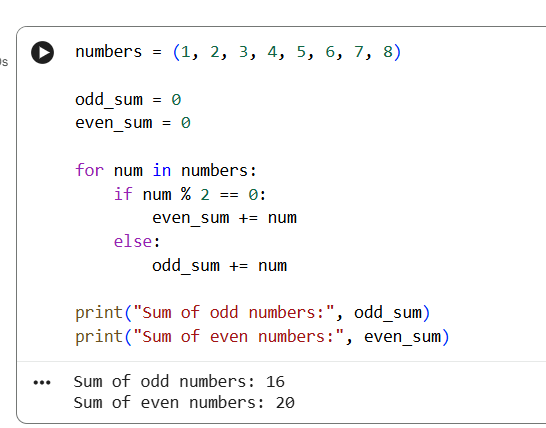 0s
numbers = (1, 2, 3, 4, 5, 6, 7, 8)
odd_sum = 0
even_sum = 0
for num in numbers:
    if num % 2 == 0:
        even_sum += num
    else:
        odd_sum += num
print("Sum of odd numbers:", odd_sum)
print("Sum of even numbers:", even_sum)
Sum of odd numbers: 16
Sum of even numbers: 20